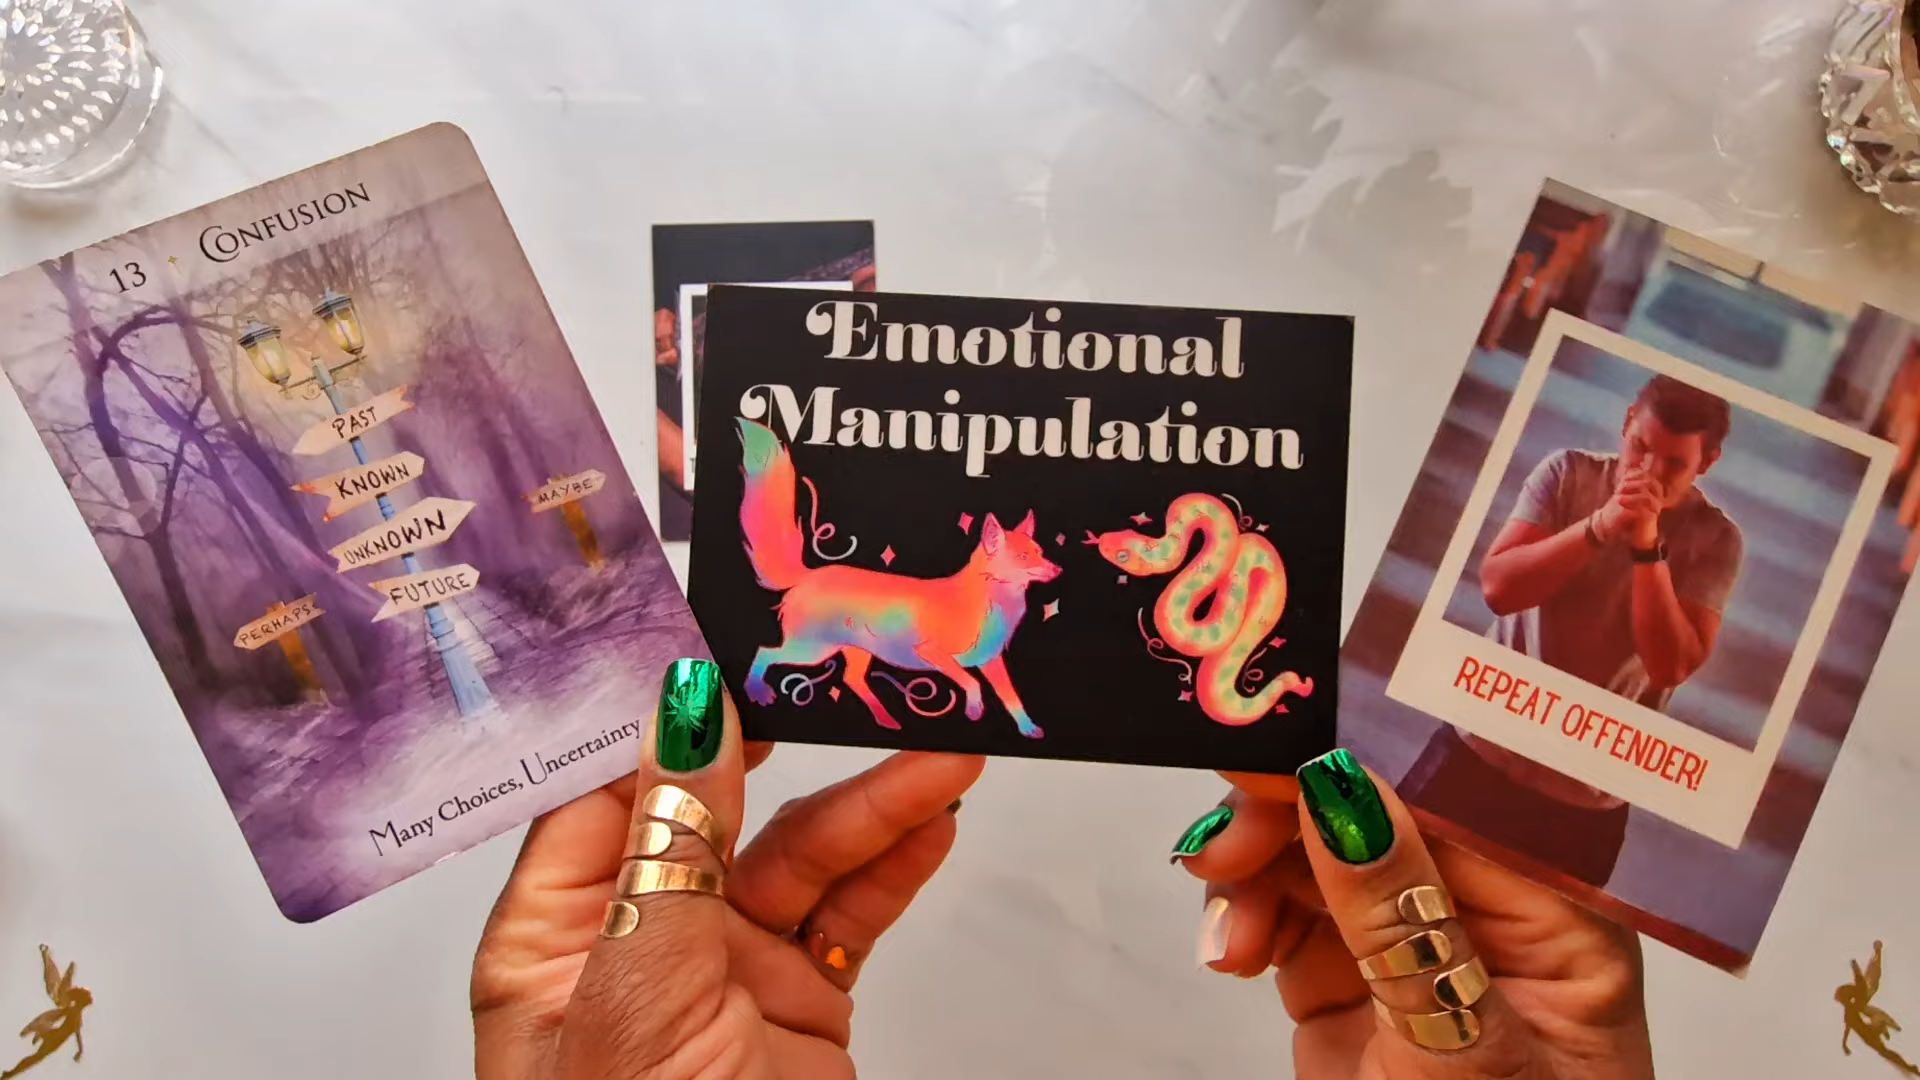 13 CONFUSION
PAST
KNOWN
UNKNOWN
FUTURE
MAYBE
PERHAPS
Many Choices, Uncertainty
Emotional
Manipulation
REPEAT OFFENDER!